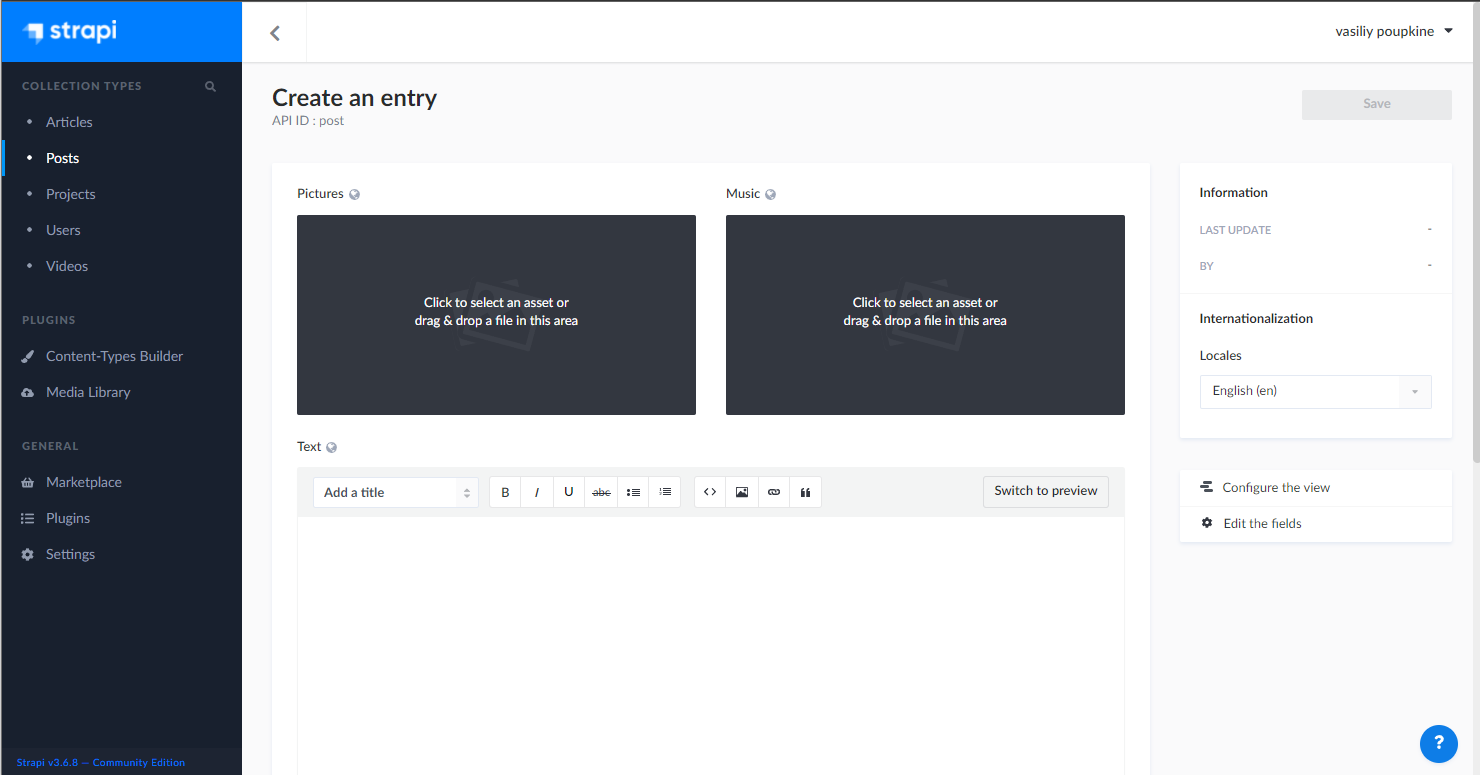 strapi
vasiliy poupkine
COLLECTION TYPES
Articles
Posts
Projects
Users
Videos
PLUGINS
Content-Types Builder
Media Library
GENERAL
Marketplace
Plugins
Settings
Strapi v3.6.8 — Community Edition
Create an entry
API ID : post
Save
Pictures
Click to select an asset or
drag & drop a file in this area
Music
Click to select an asset or
drag & drop a file in this area
Text
Add a title
B I U abc
Switch to preview
Information
LAST UPDATE -
BY -
Internationalization
Locales
English (en)
Configure the view
Edit the fields
?